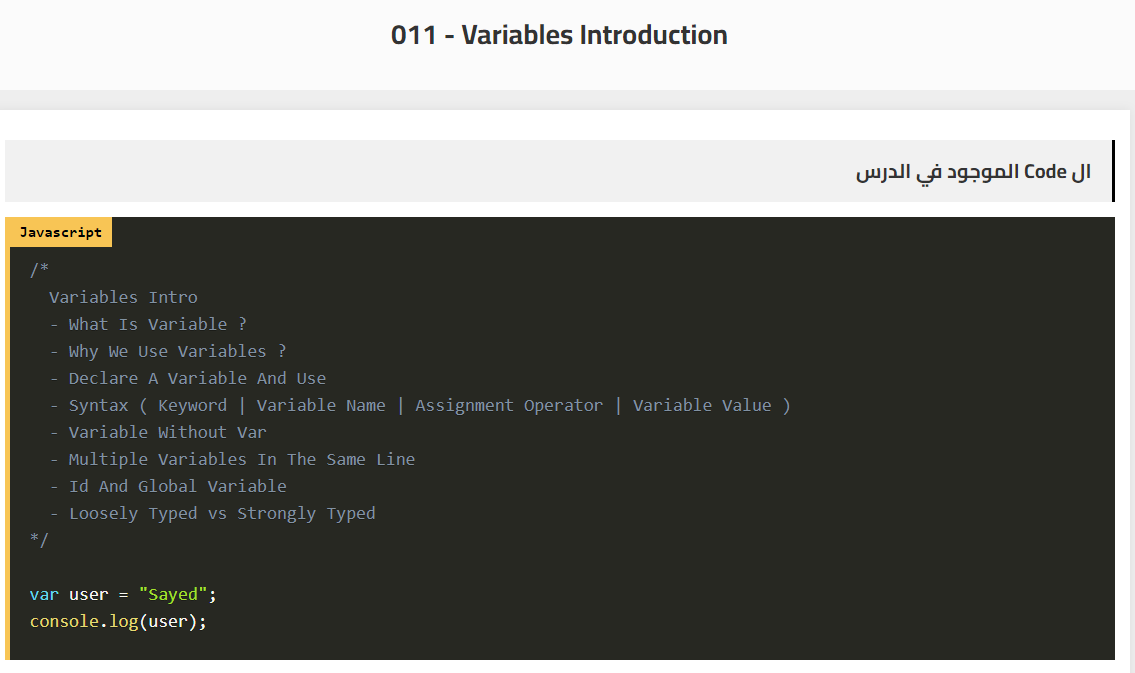 011 - Variables Introduction
ال Code الموجود في الدرس
Javascript
/*
  Variables Intro
  - What Is Variable ?
  - Why We Use Variables ?
  - Declare A Variable And Use
  - Syntax ( Keyword | Variable Name | Assignment Operator | Variable Value )
  - Variable Without Var
  - Multiple Variables In The Same Line
  - Id And Global Variable
  - Loosely Typed vs Strongly Typed
*/
var user = "Sayed";
console.log(user);